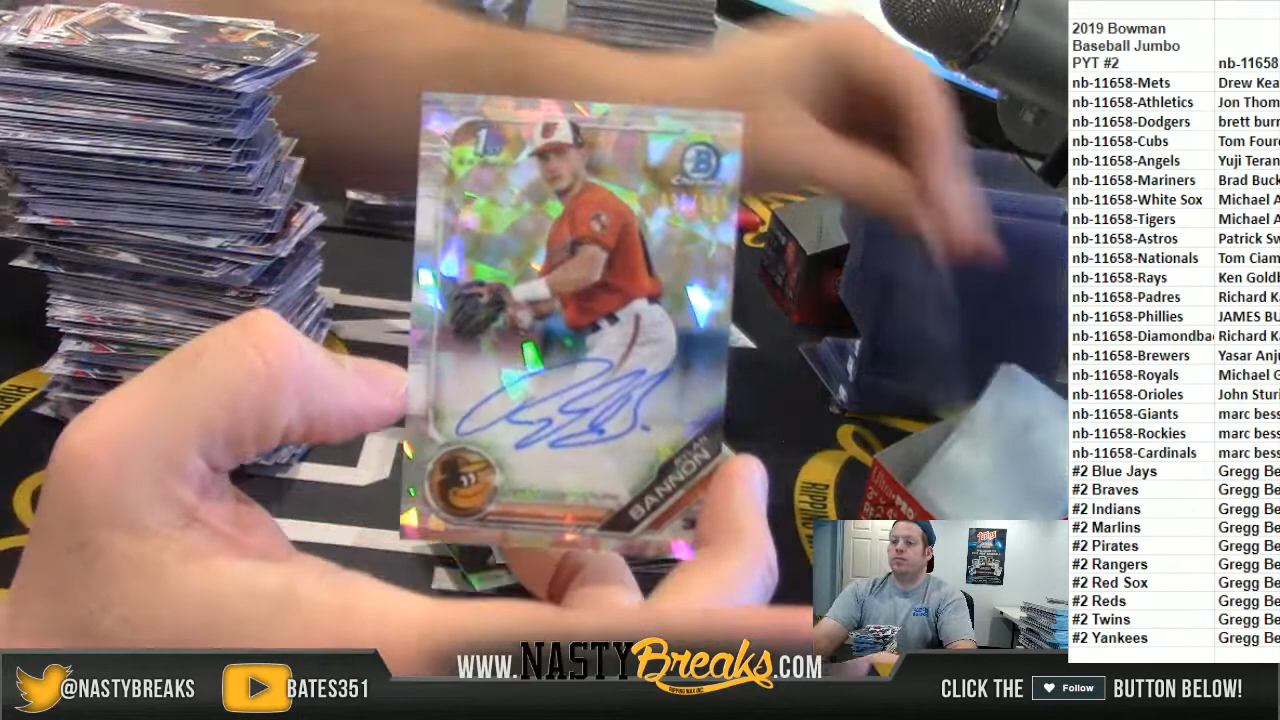 2019 Bowman
Baseball Jumbo
PYT #2 nb-11658
nb-11658-Mets Drew Kea
nb-11658-Athletics Jon Thom
nb-11658-Dodgers brett burr
nb-11658-Cubs Tom Four
nb-11658-Angels Yuji Teran
nb-11658-Mariners Brad Buck
nb-11658-White Sox Michael A
nb-11658-Tigers Michael A
nb-11658-Astros Patrick Sw
nb-11658-Nationals Tom Ciam
nb-11658-Rays Ken Goldl
nb-11658-Padres Richard K
nb-11658-Phillies JAMES BU
nb-11658-Diamondba Richard Ka
nb-11658-Brewers Yasar Anj
nb-11658-Royals Michael G
nb-11658-Orioles John Sturi
nb-11658-Giants marc bess
nb-11658-Rockies marc bess
nb-11658-Cardinals marc bess
#2 Blue Jays Gregg Be
#2 Braves Gregg Be
#2 Indians Gregg Be
#2 Marlins Gregg Be
#2 Pirates Gregg Be
#2 Rangers Gregg Be
#2 Red Sox Gregg Be
#2 Reds Gregg Be
#2 Twins Gregg Be
#2 Yankees Gregg Be
B
BANNON
RIPPING
@NASTYBREAKS
BATES351
WWW.NASTYBreaks.COM
RIPPING WAX INC.
CLICK THE Follow BUTTON BELOW!